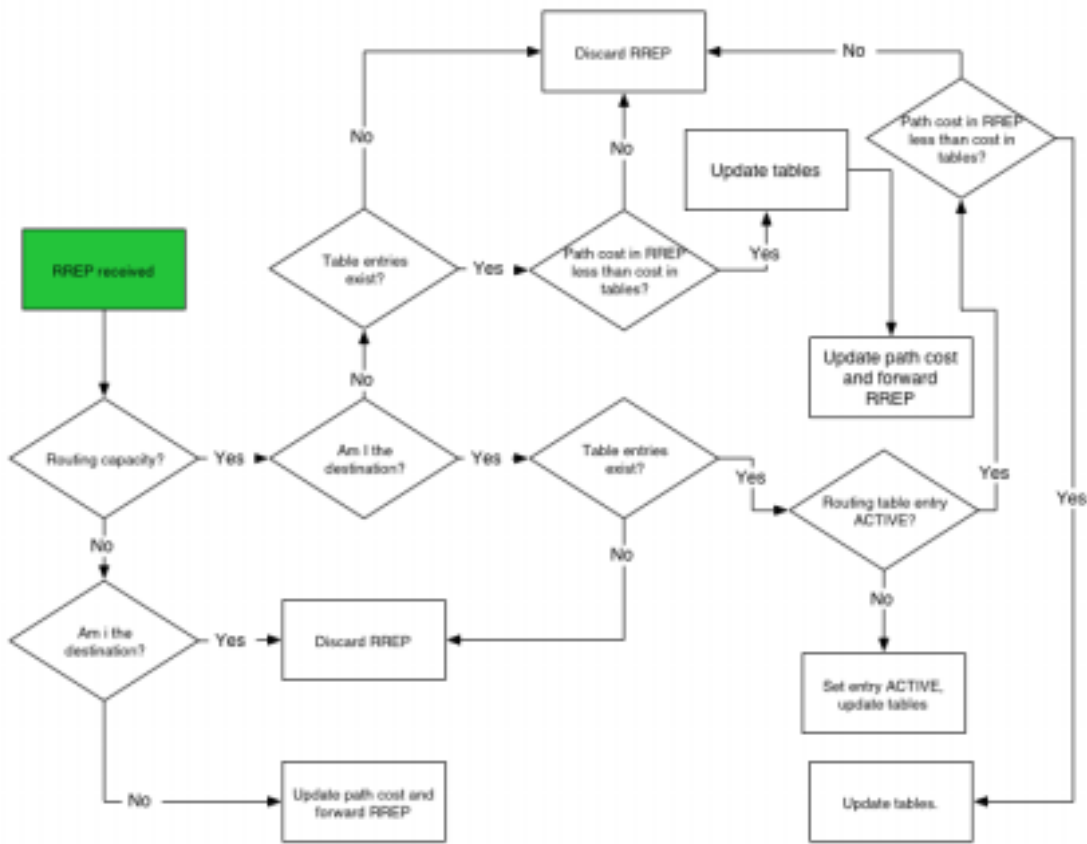 Discard RREP
No
Path cost in RREP
less than cost in
tables?
No
No
Update tables
RREP received
Table entries
exist?
Yes
Path cost in RREP
less than cost in
tables?
Yes
Update path cost
and forward
RREP
No
Routing capacity?
Yes
Am I the
destination?
Yes
Table entries
exist?
Yes
Routing table entry
ACTIVE?
Yes
Yes
No
No
No
Am i the
destination?
Yes
Discard RREP
Set entry ACTIVE,
update tables
No
Update path cost and
forward RREP
Update tables.